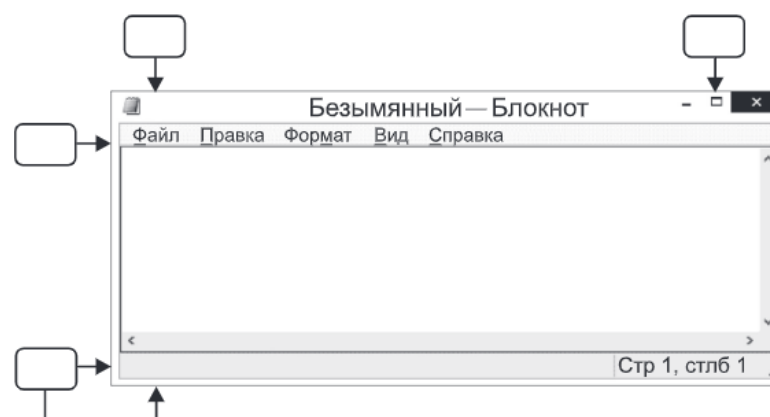 Безымянный — Блокнот
Файл Правка Формат Вид Справка
Стр 1, стлб 1